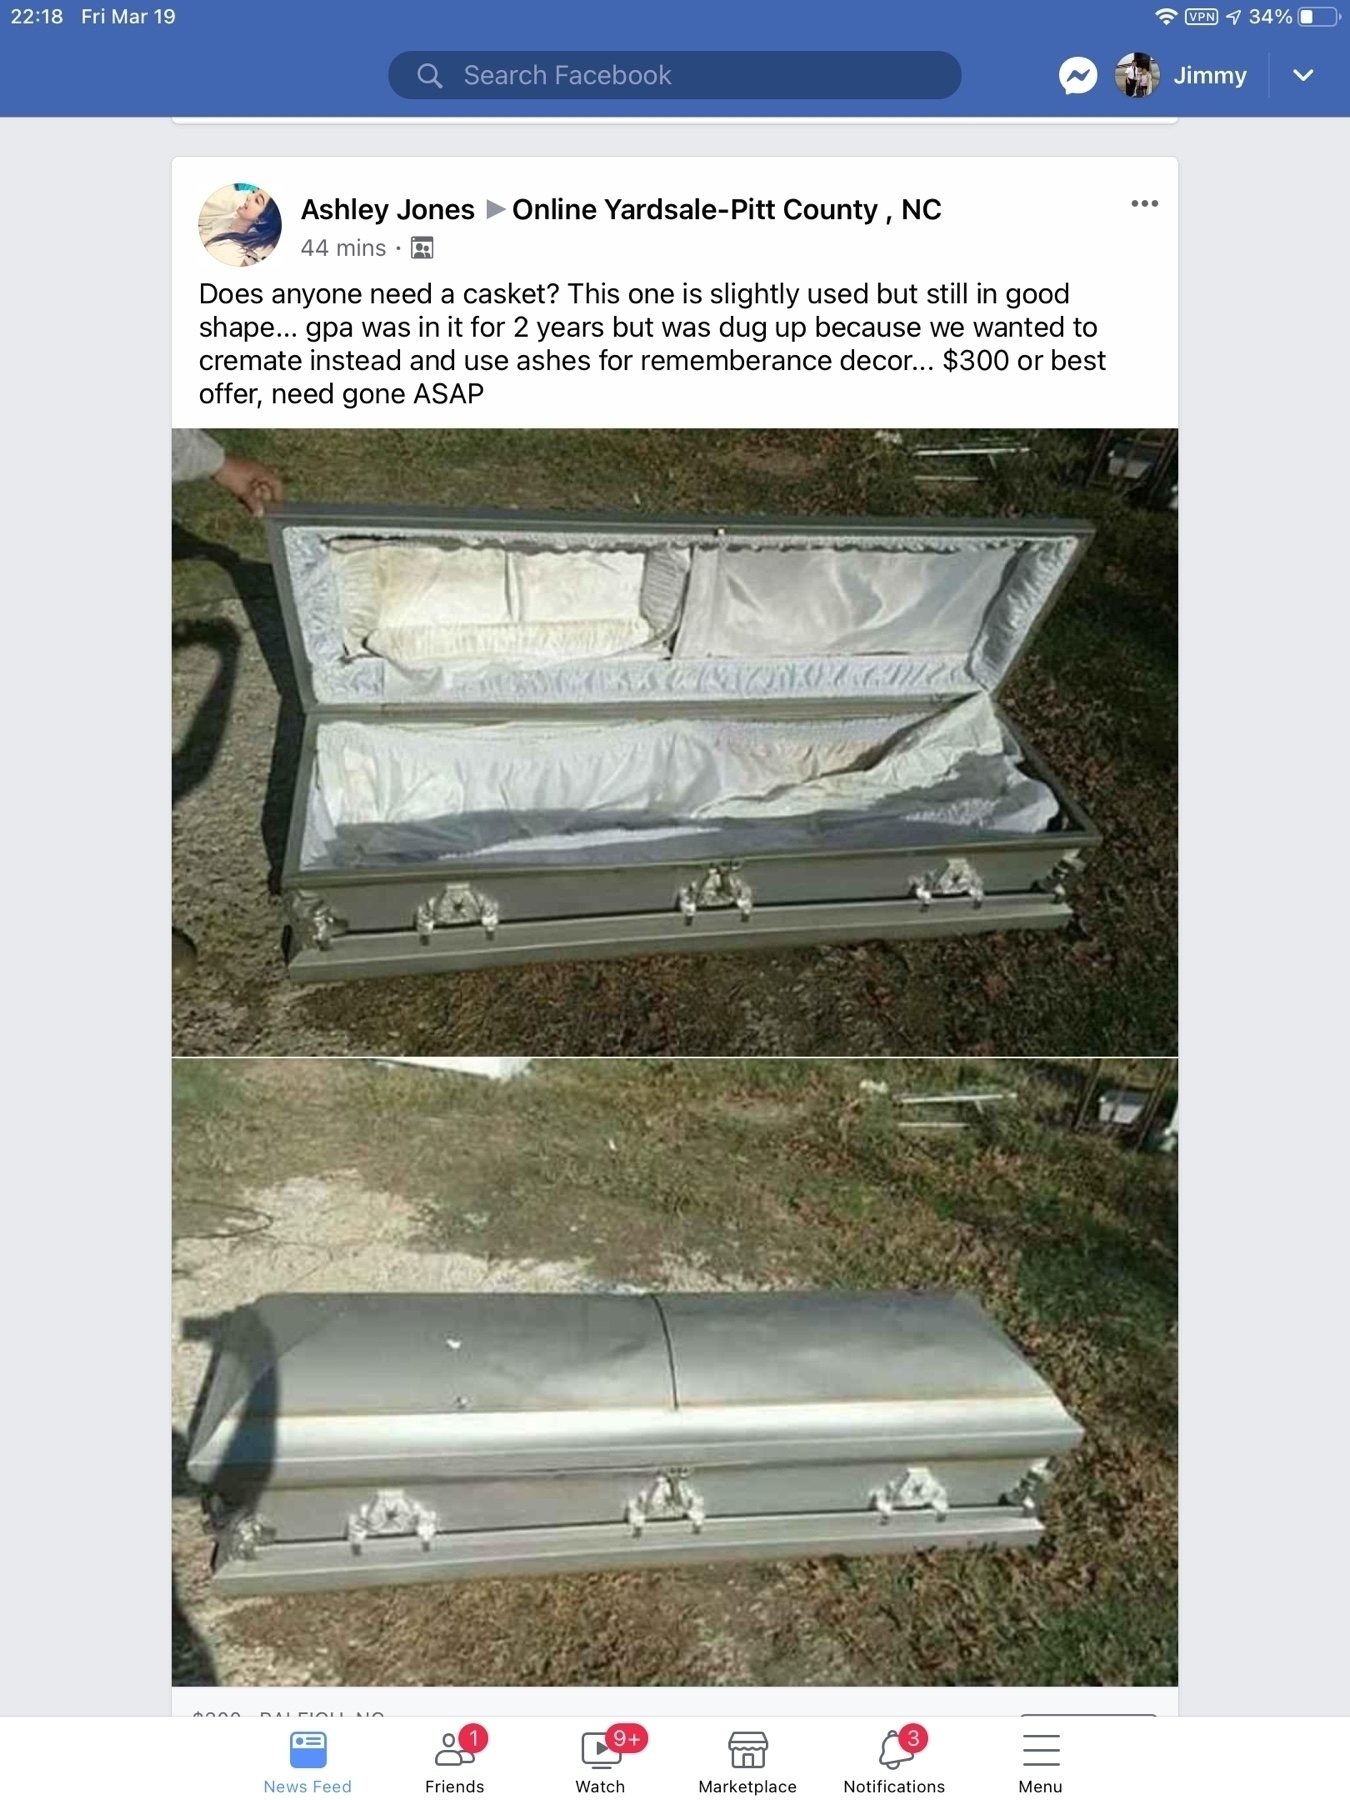 22:18 Fri Mar 19
VPN 34%
Search Facebook
Jimmy
Ashley Jones Online Yardsale-Pitt County , NC
44 mins ·
Does anyone need a casket? This one is slightly used but still in good
shape... gpa was in it for 2 years but was dug up because we wanted to
cremate instead and use ashes for rememberance decor... $300 or best
offer, need gone ASAP
1
9+
3
News Feed
Friends
Watch
Marketplace
Notifications
Menu